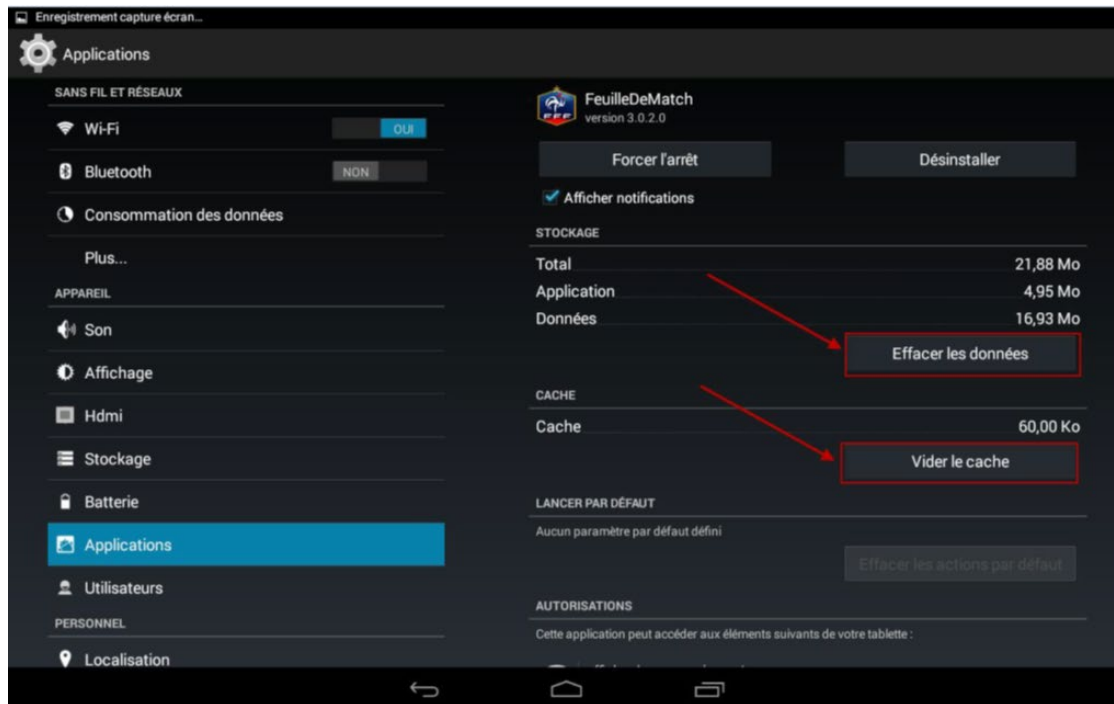 Enregistrement capture écran...
Applications
SANS FIL ET RÉSEAUX
Wi-Fi
OUI
Bluetooth
NON
Consommation des données
Plus...
APPAREIL
Son
Affichage
Hdmi
Stockage
Batterie
Applications
Utilisateurs
PERSONNEL
Localisation
FFF
FeuilleDeMatch
version 3.0.2.0
Forcer l'arrêt
Désinstaller
Afficher notifications
STOCKAGE
Total 21,88 Mo
Application 4,95 Mo
Données 16,93 Mo
Effacer les données
CACHE
Cache 60,00 Ko
Vider le cache
LANCER PAR DÉFAUT
Aucun paramètre par défaut défini
Effacer les actions par défaut
AUTORISATIONS
Cette application peut accéder aux éléments suivants de votre tablette :